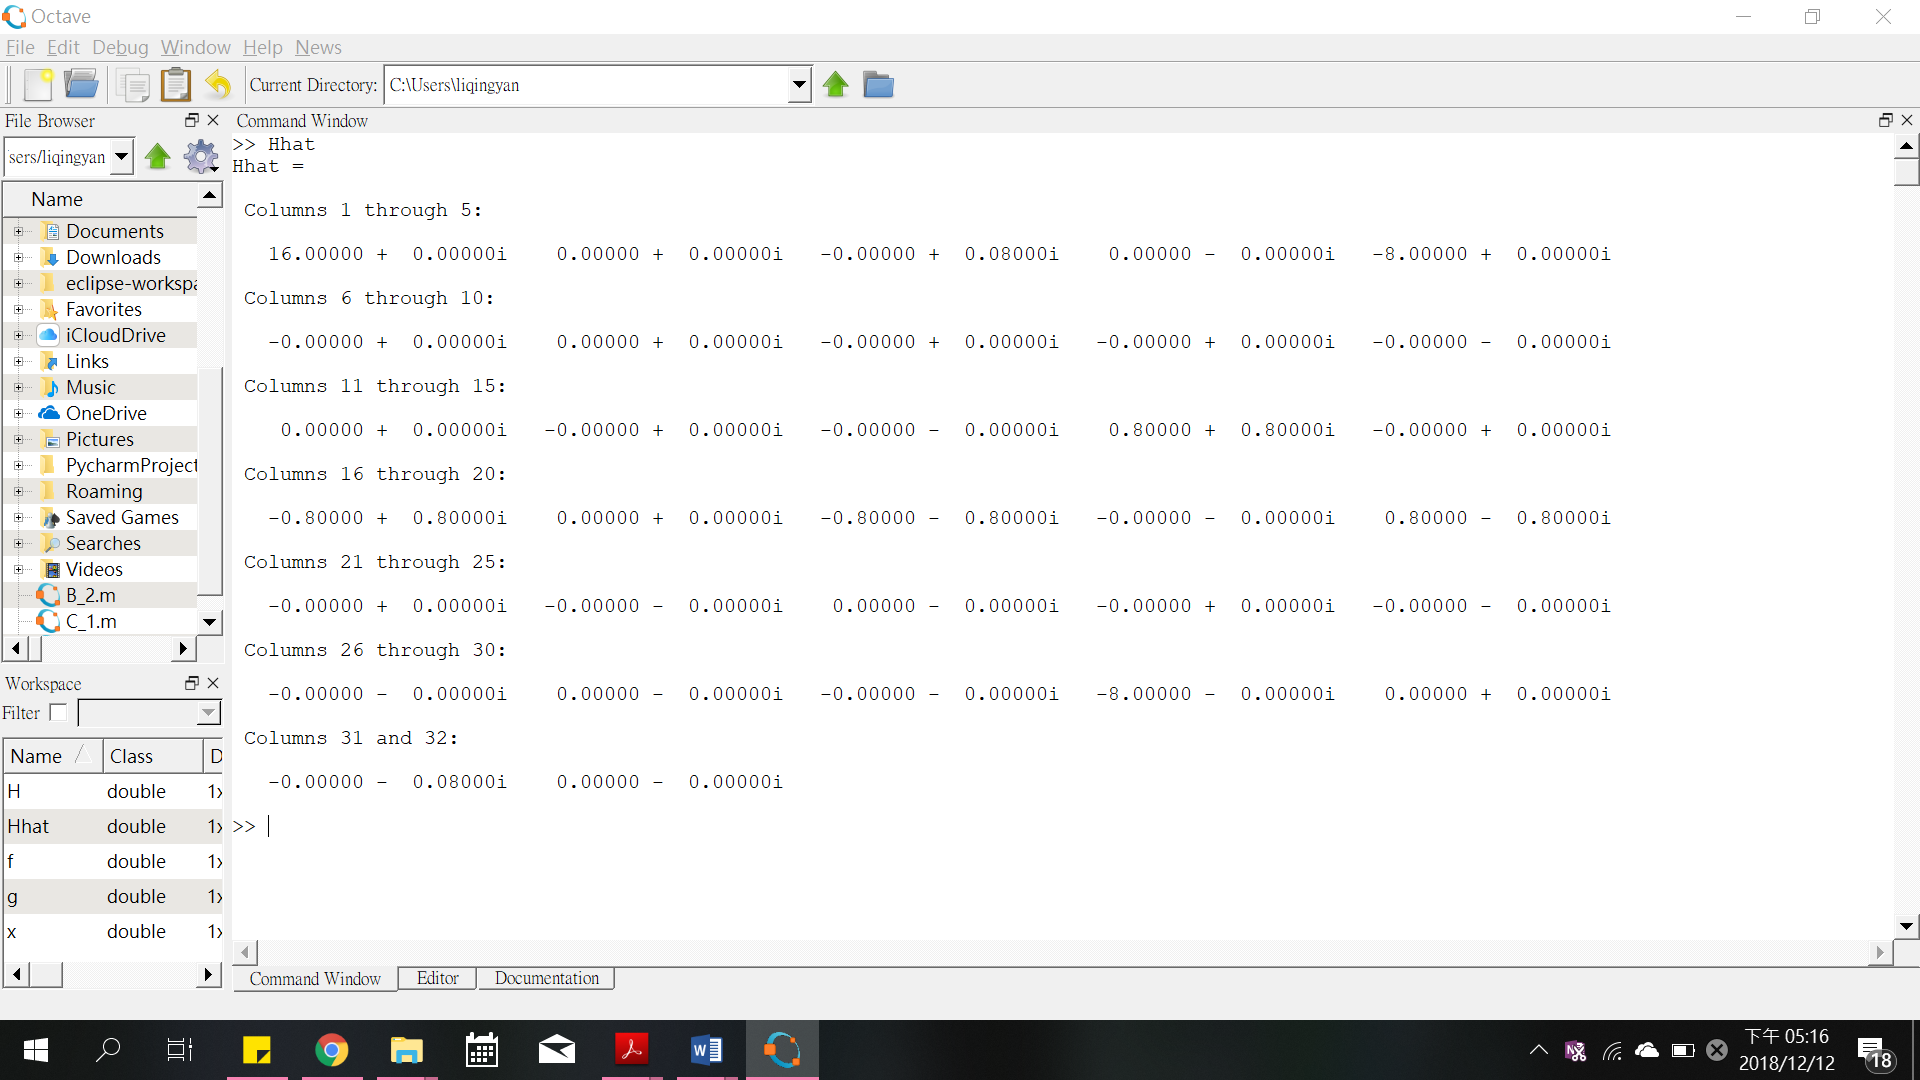 Octave
File Edit Debug Window Help News
Current Directory: C:\Users\liqingyan
File Browser
sers/liqingyan
Name
Documents
Downloads
eclipse-workspa
Favorites
iCloudDrive
Links
Music
OneDrive
Pictures
PycharmProject
Roaming
Saved Games
Searches
Videos
B_2.m
C_1.m
Workspace
Filter
Name Class D
H double 1x
Hhat double 1x
f double 1x
g double 1x
x double 1x
Command Window
>> Hhat
Hhat =
Columns 1 through 5:
16.00000 + 0.00000i 0.00000 + 0.00000i -0.00000 + 0.08000i 0.00000 - 0.00000i -8.00000 + 0.00000i
Columns 6 through 10:
-0.00000 + 0.00000i 0.00000 + 0.00000i -0.00000 + 0.00000i -0.00000 + 0.00000i -0.00000 - 0.00000i
Columns 11 through 15:
0.00000 + 0.00000i -0.00000 + 0.00000i -0.00000 - 0.00000i 0.80000 + 0.80000i -0.00000 + 0.00000i
Columns 16 through 20:
-0.80000 + 0.80000i 0.00000 + 0.00000i -0.80000 - 0.80000i -0.00000 - 0.00000i 0.80000 - 0.80000i
Columns 21 through 25:
-0.00000 + 0.00000i -0.00000 - 0.00000i 0.00000 - 0.00000i -0.00000 + 0.00000i -0.00000 - 0.00000i
Columns 26 through 30:
-0.00000 - 0.00000i 0.00000 - 0.00000i -0.00000 - 0.00000i -8.00000 - 0.00000i 0.00000 + 0.00000i
Columns 31 and 32:
-0.00000 - 0.08000i 0.00000 - 0.00000i
>>
Command Window Editor Documentation
下午 05:16
2018/12/12
18